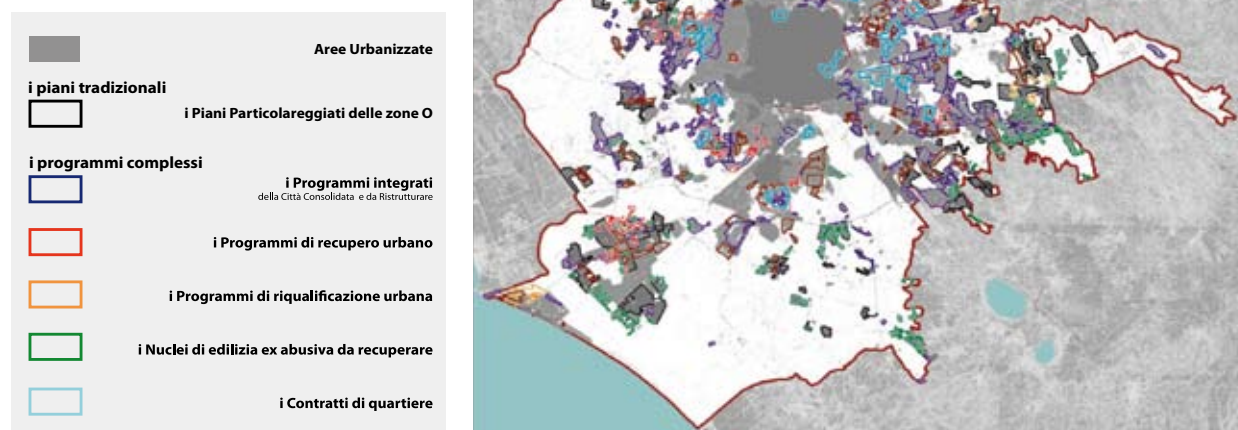 Aree Urbanizzate
i piani tradizionali
i Piani Particolareggiati delle zone O
i programmi complessi
i Programmi integrati
della Città Consolidata e da Ristrutturare
i Programmi di recupero urbano
i Programmi di riqualificazione urbana
i Nuclei di edilizia ex abusiva da recuperare
i Contratti di quartiere